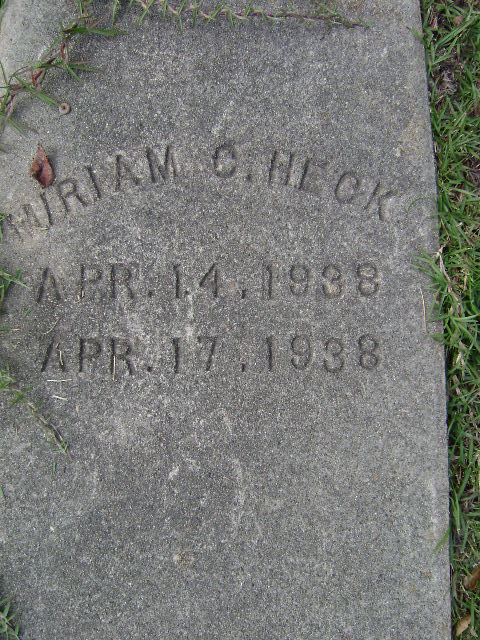 MIRIAM C. HECK
APR. 14. 1938
APR. 17. 1938